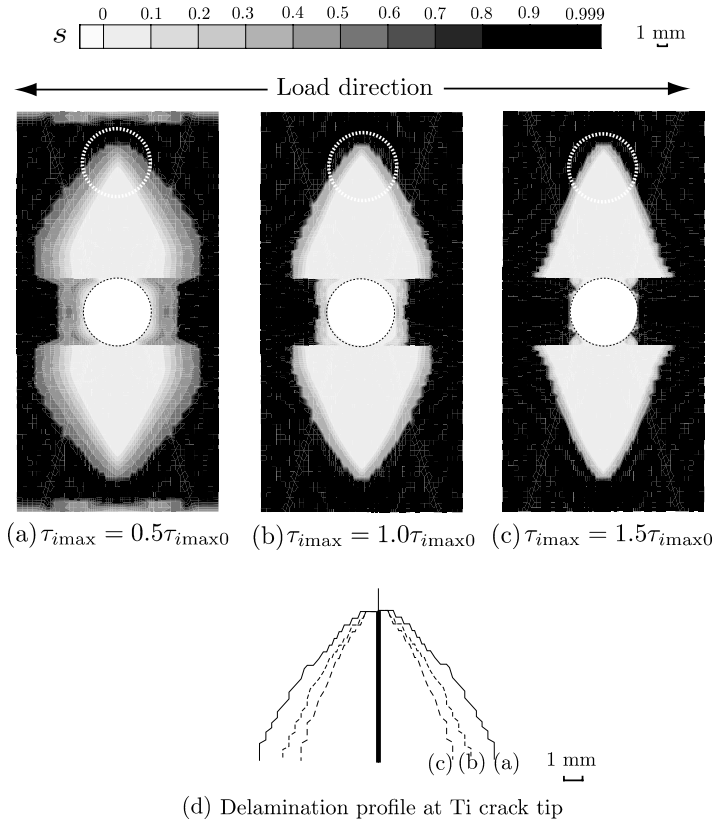 0 0.1 0.2 0.3 0.4 0.5 0.6 0.7 0.8 0.9 0.999
s
1 mm
Load direction
(a) τimax = 0.5τimax0
(b) τimax = 1.0τimax0
(c) τimax = 1.5τimax0
(c) (b) (a)
1 mm
(d) Delamination profile at Ti crack tip